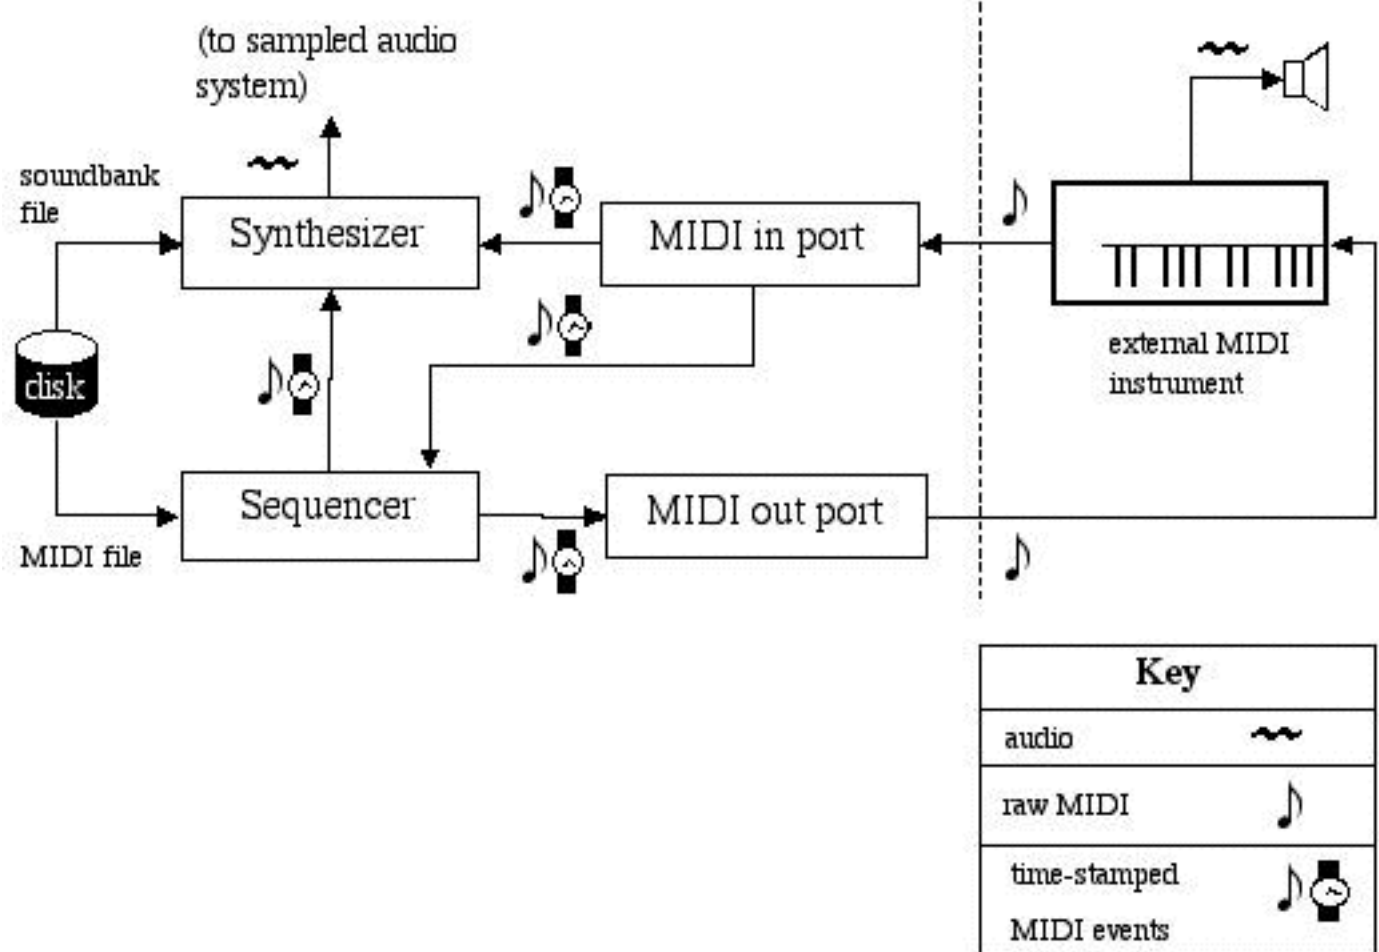 (to sampled audio
system)
soundbank
file
Synthesizer
MIDI in port
external MIDI
instrument
disk
Sequencer
MIDI out port
MIDI file
Key
audio
raw MIDI
time-stamped
MIDI events